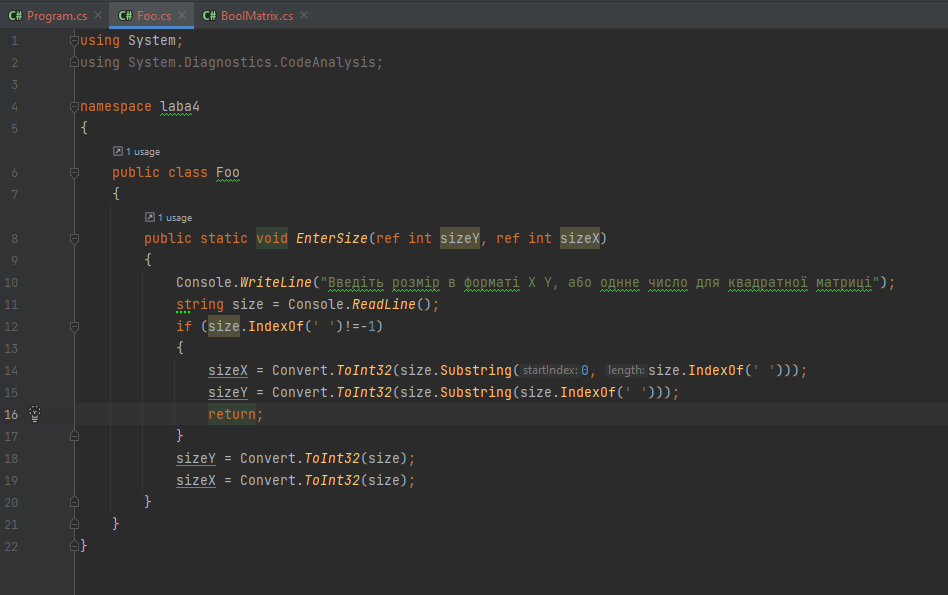 C# Program.cs × C# Foo.cs × C# BoolMatrix.cs ×
1 using System;
2 using System.Diagnostics.CodeAnalysis;
3
4 namespace laba4
5 {
1 usage
6 public class Foo
7 {
1 usage
8 public static void EnterSize(ref int sizeY, ref int sizeX)
9 {
10 Console.WriteLine("Введіть розмір в форматі X Y, або однне число для квадратної матриці");
11 string size = Console.ReadLine();
12 if (size.IndexOf(' ')!=-1)
13 {
14 sizeX = Convert.ToInt32(size.Substring( startIndex: 0, length: size.IndexOf(' ')));
15 sizeY = Convert.ToInt32(size.Substring(size.IndexOf(' ')));
16 return;
17 }
18 sizeY = Convert.ToInt32(size);
19 sizeX = Convert.ToInt32(size);
20 }
21 }
22 }